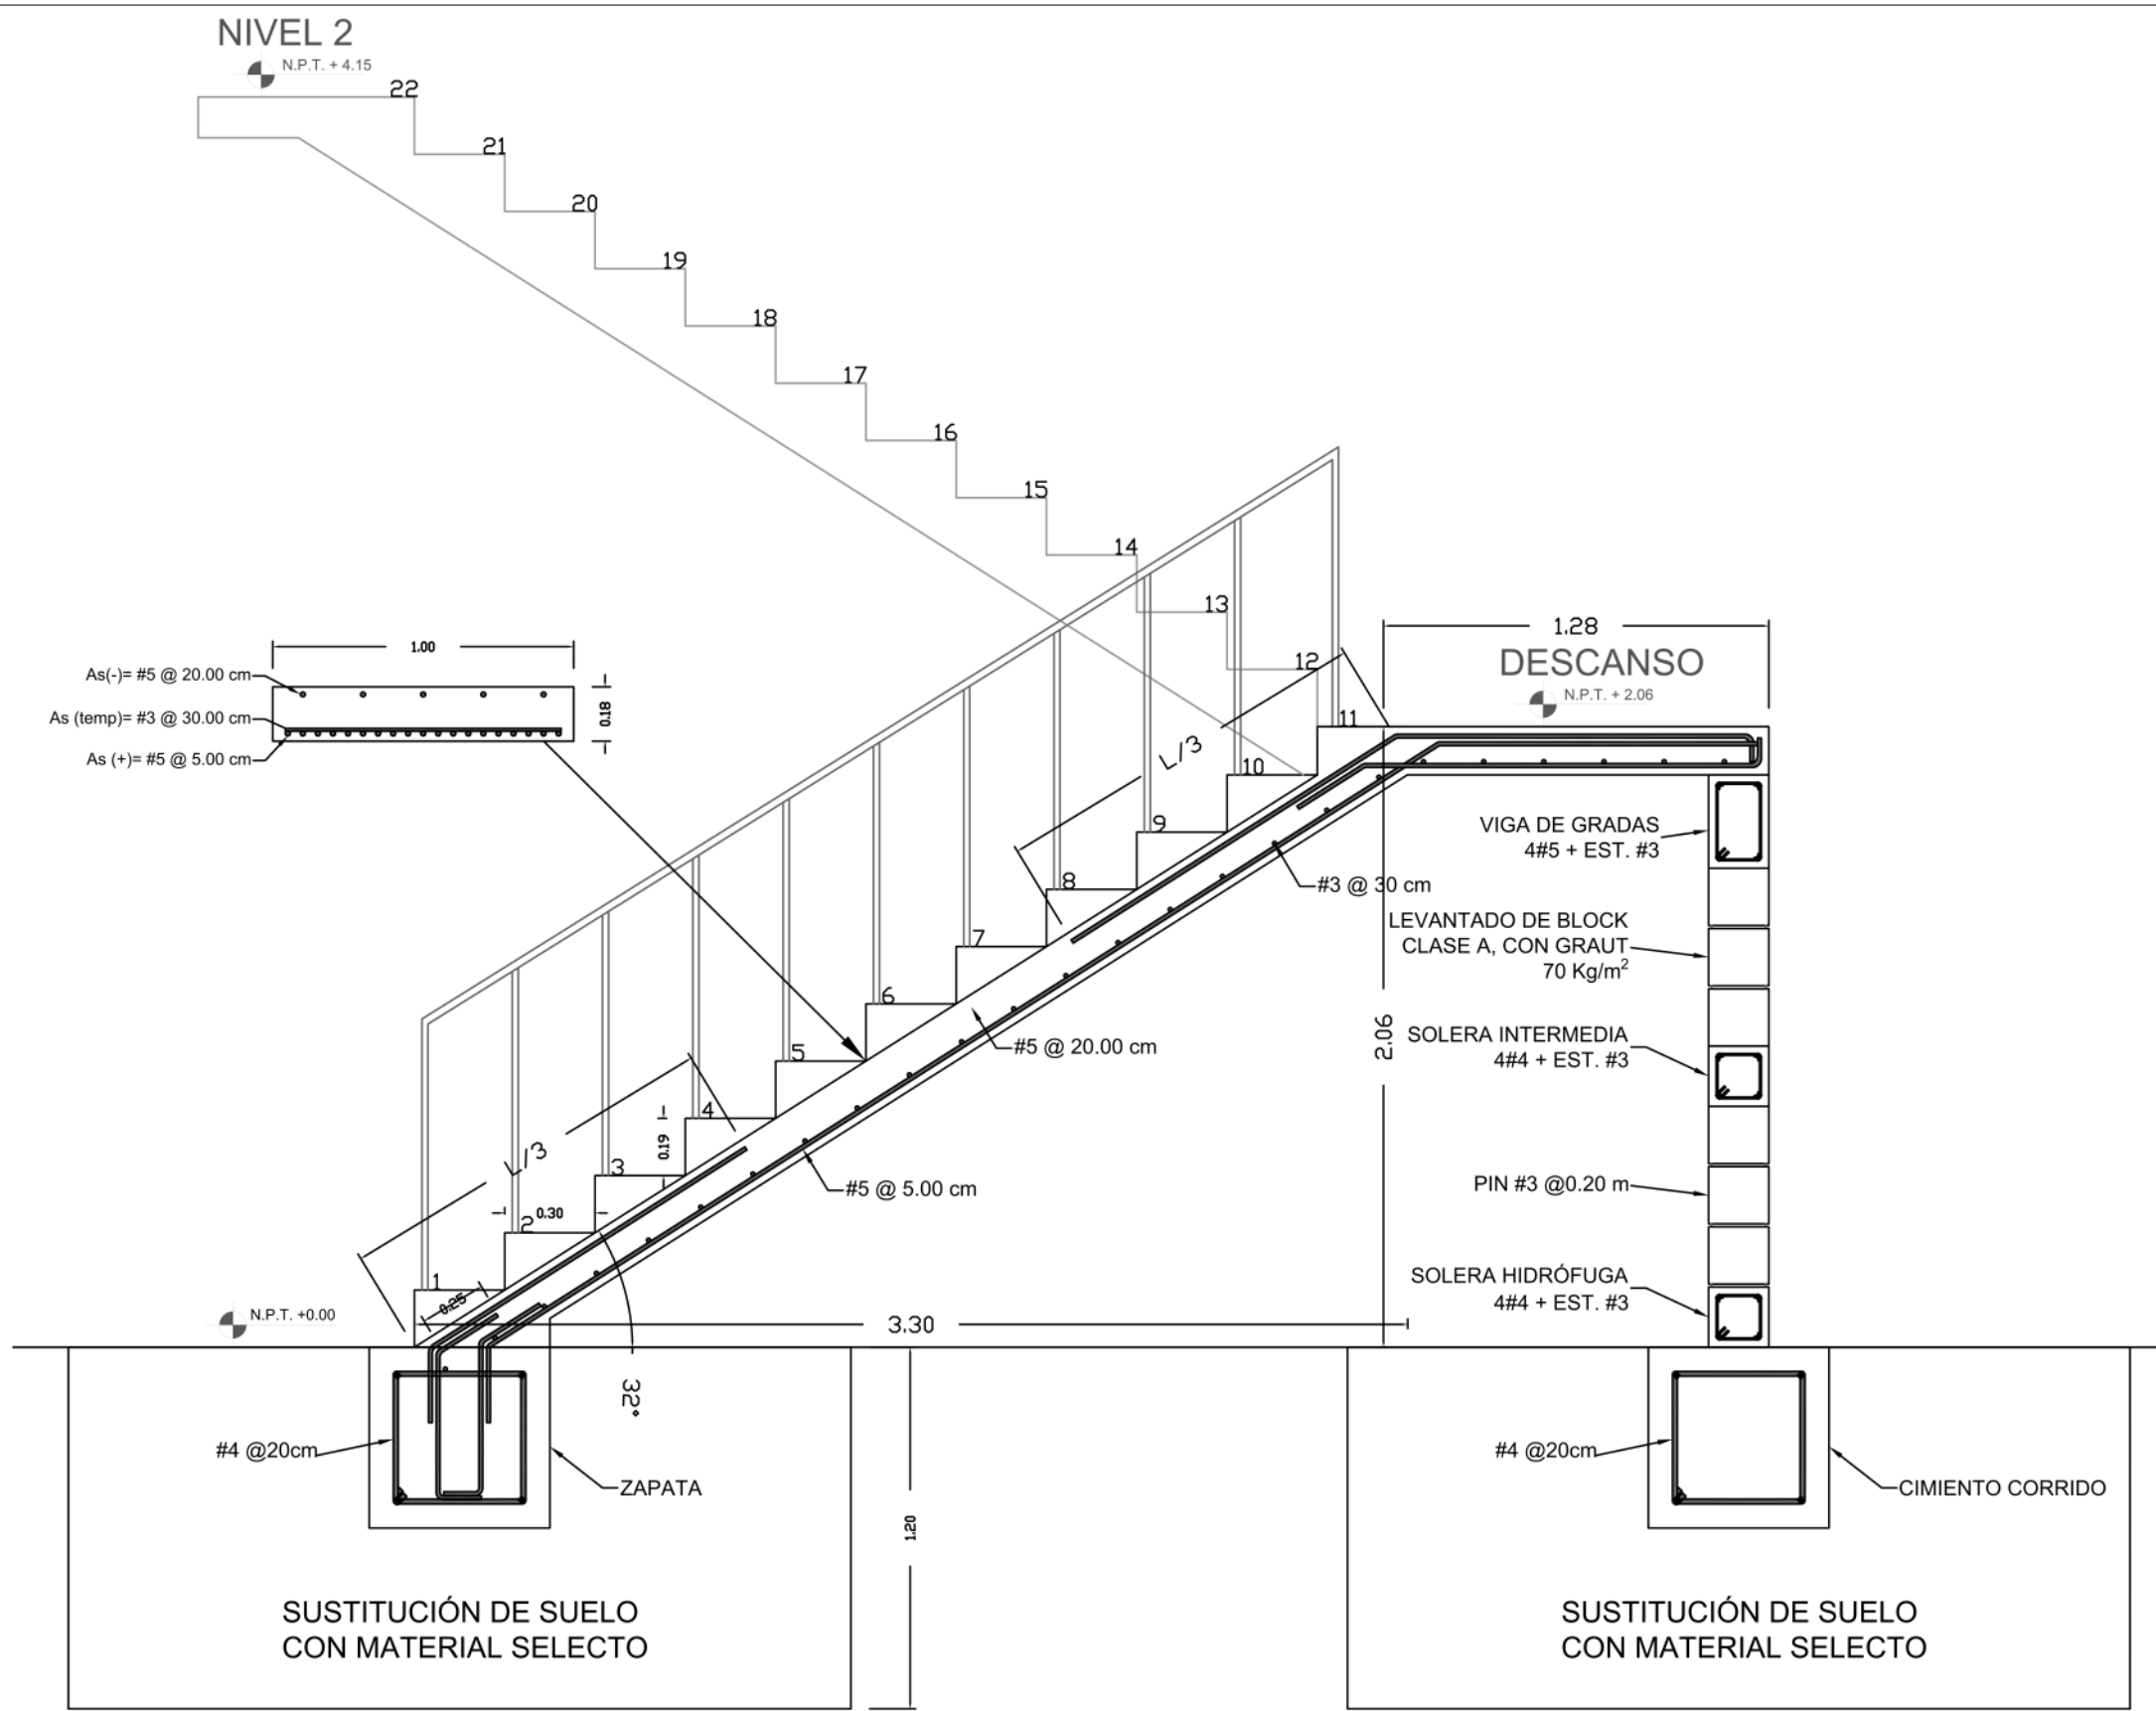 NIVEL 2
N.P.T. + 4.15
22
21
20
19
18
17
16
15
14
13
12
11
10
9
8
7
6
5
4
3
2
1
1.28
DESCANSO
N.P.T. + 2.06
1.00
As(-)= #5 @ 20.00 cm
As (temp)= #3 @ 30.00 cm
As (+)= #5 @ 5.00 cm
0.18
L/3
VIGA DE GRADAS
4#5 + EST. #3
#3 @ 30 cm
LEVANTADO DE BLOCK
CLASE A, CON GRAUT
70 Kg/m²
2.06
SOLERA INTERMEDIA
4#4 + EST. #3
#5 @ 20.00 cm
0.19
L/3
#5 @ 5.00 cm
PIN #3 @0.20 m
0.30
SOLERA HIDRÓFUGA
4#4 + EST. #3
0.25
N.P.T. +0.00
3.30
32°
#4 @20cm
ZAPATA
1.20
#4 @20cm
CIMIENTO CORRIDO
SUSTITUCIÓN DE SUELO
CON MATERIAL SELECTO
SUSTITUCIÓN DE SUELO
CON MATERIAL SELECTO